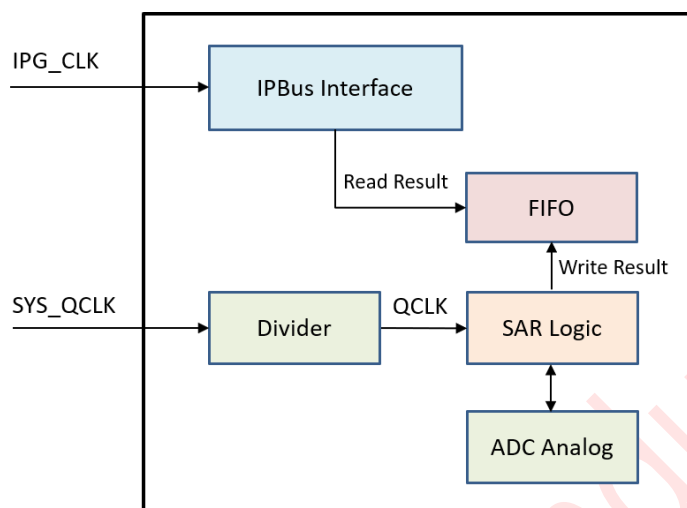 IPG_CLK
IPBus Interface
Read Result
FIFO
Write Result
SYS_QCLK
Divider
QCLK
SAR Logic
ADC Analog